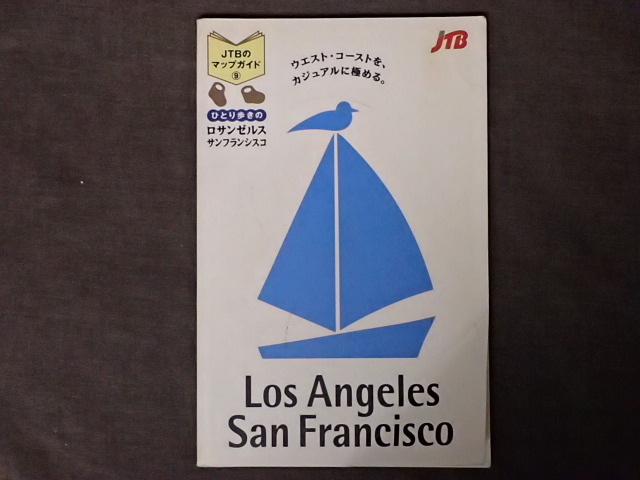 JTBの
マップガイド
⑨
ひとり歩きの
ロサンゼルス
サンフランシスコ
ウエスト・コーストを、
カジュアルに極める。
JTB
Los Angeles
San Francisco